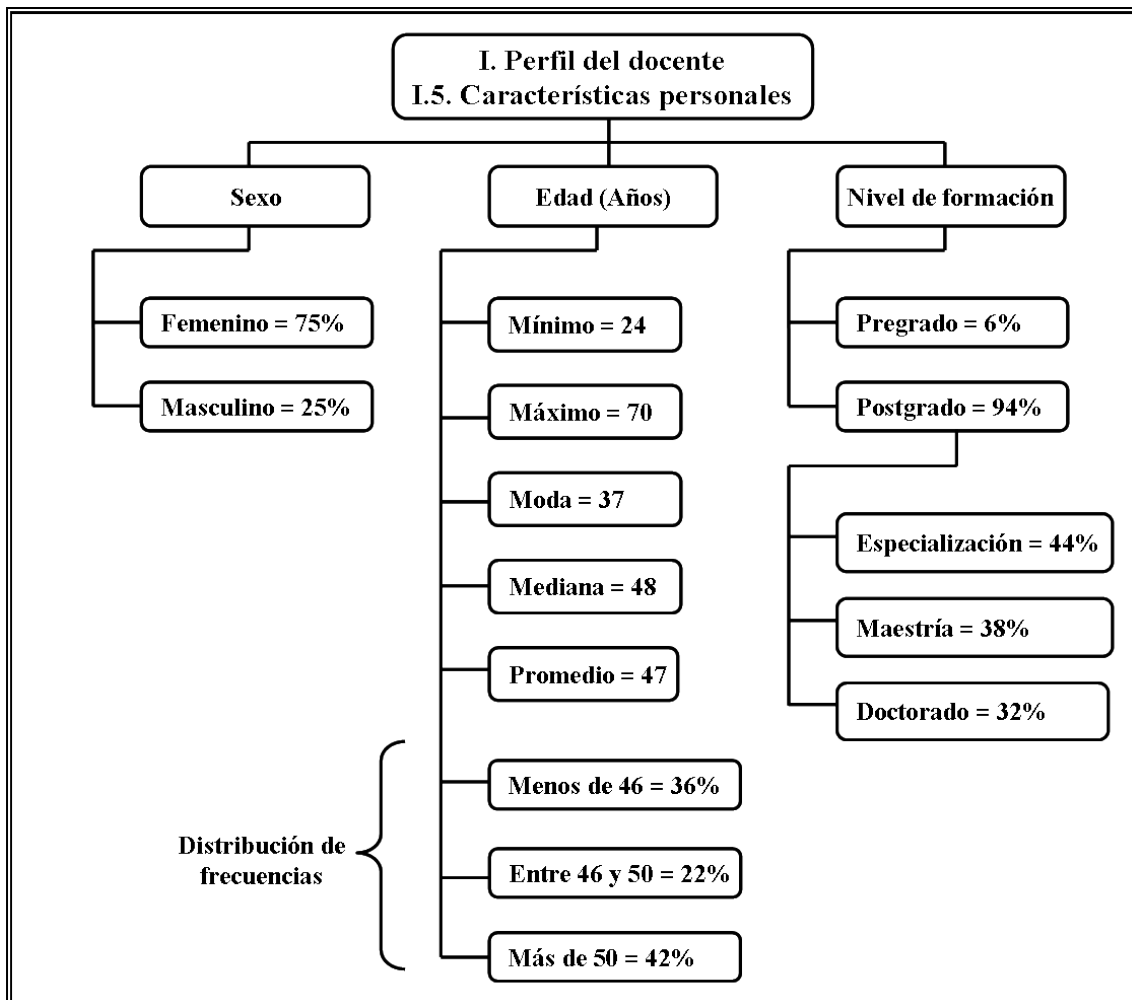 I. Perfil del docente
I.5. Características personales
Sexo
Femenino = 75%
Masculino = 25%
Edad (Años)
Mínimo = 24
Máximo = 70
Moda = 37
Mediana = 48
Promedio = 47
Distribución de
frecuencias
Menos de 46 = 36%
Entre 46 y 50 = 22%
Más de 50 = 42%
Nivel de formación
Pregrado = 6%
Postgrado = 94%
Especialización = 44%
Maestría = 38%
Doctorado = 32%